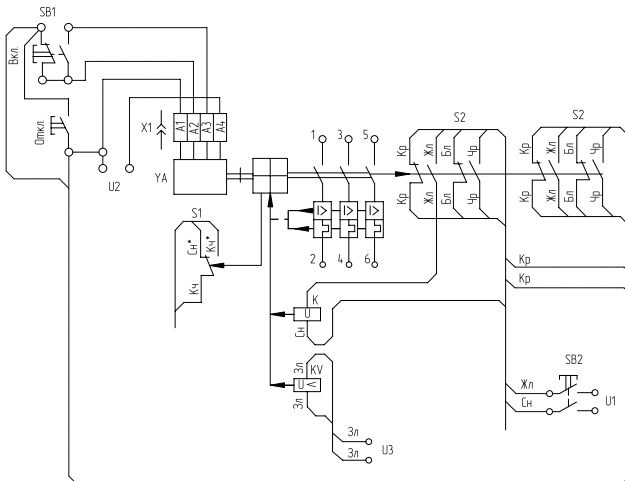 SB1
Вкл.
Откл.
X1
A1
A2
A3
A4
YA
U2
1
3
5
I>
I>
I>
2
4
6
S2
Кр
Жл
Бл
Чр
Кр
Жл
Бл
Чр
S2
Кр
Жл
Бл
Чр
Кр
Жл
Бл
Чр
S1
Сн*
Кч*
Кч
Кр
Кр
K
U
Сн
Зл
KV
U<
Зл
Зл
Зл
U3
SB2
Жл
Сн
U1